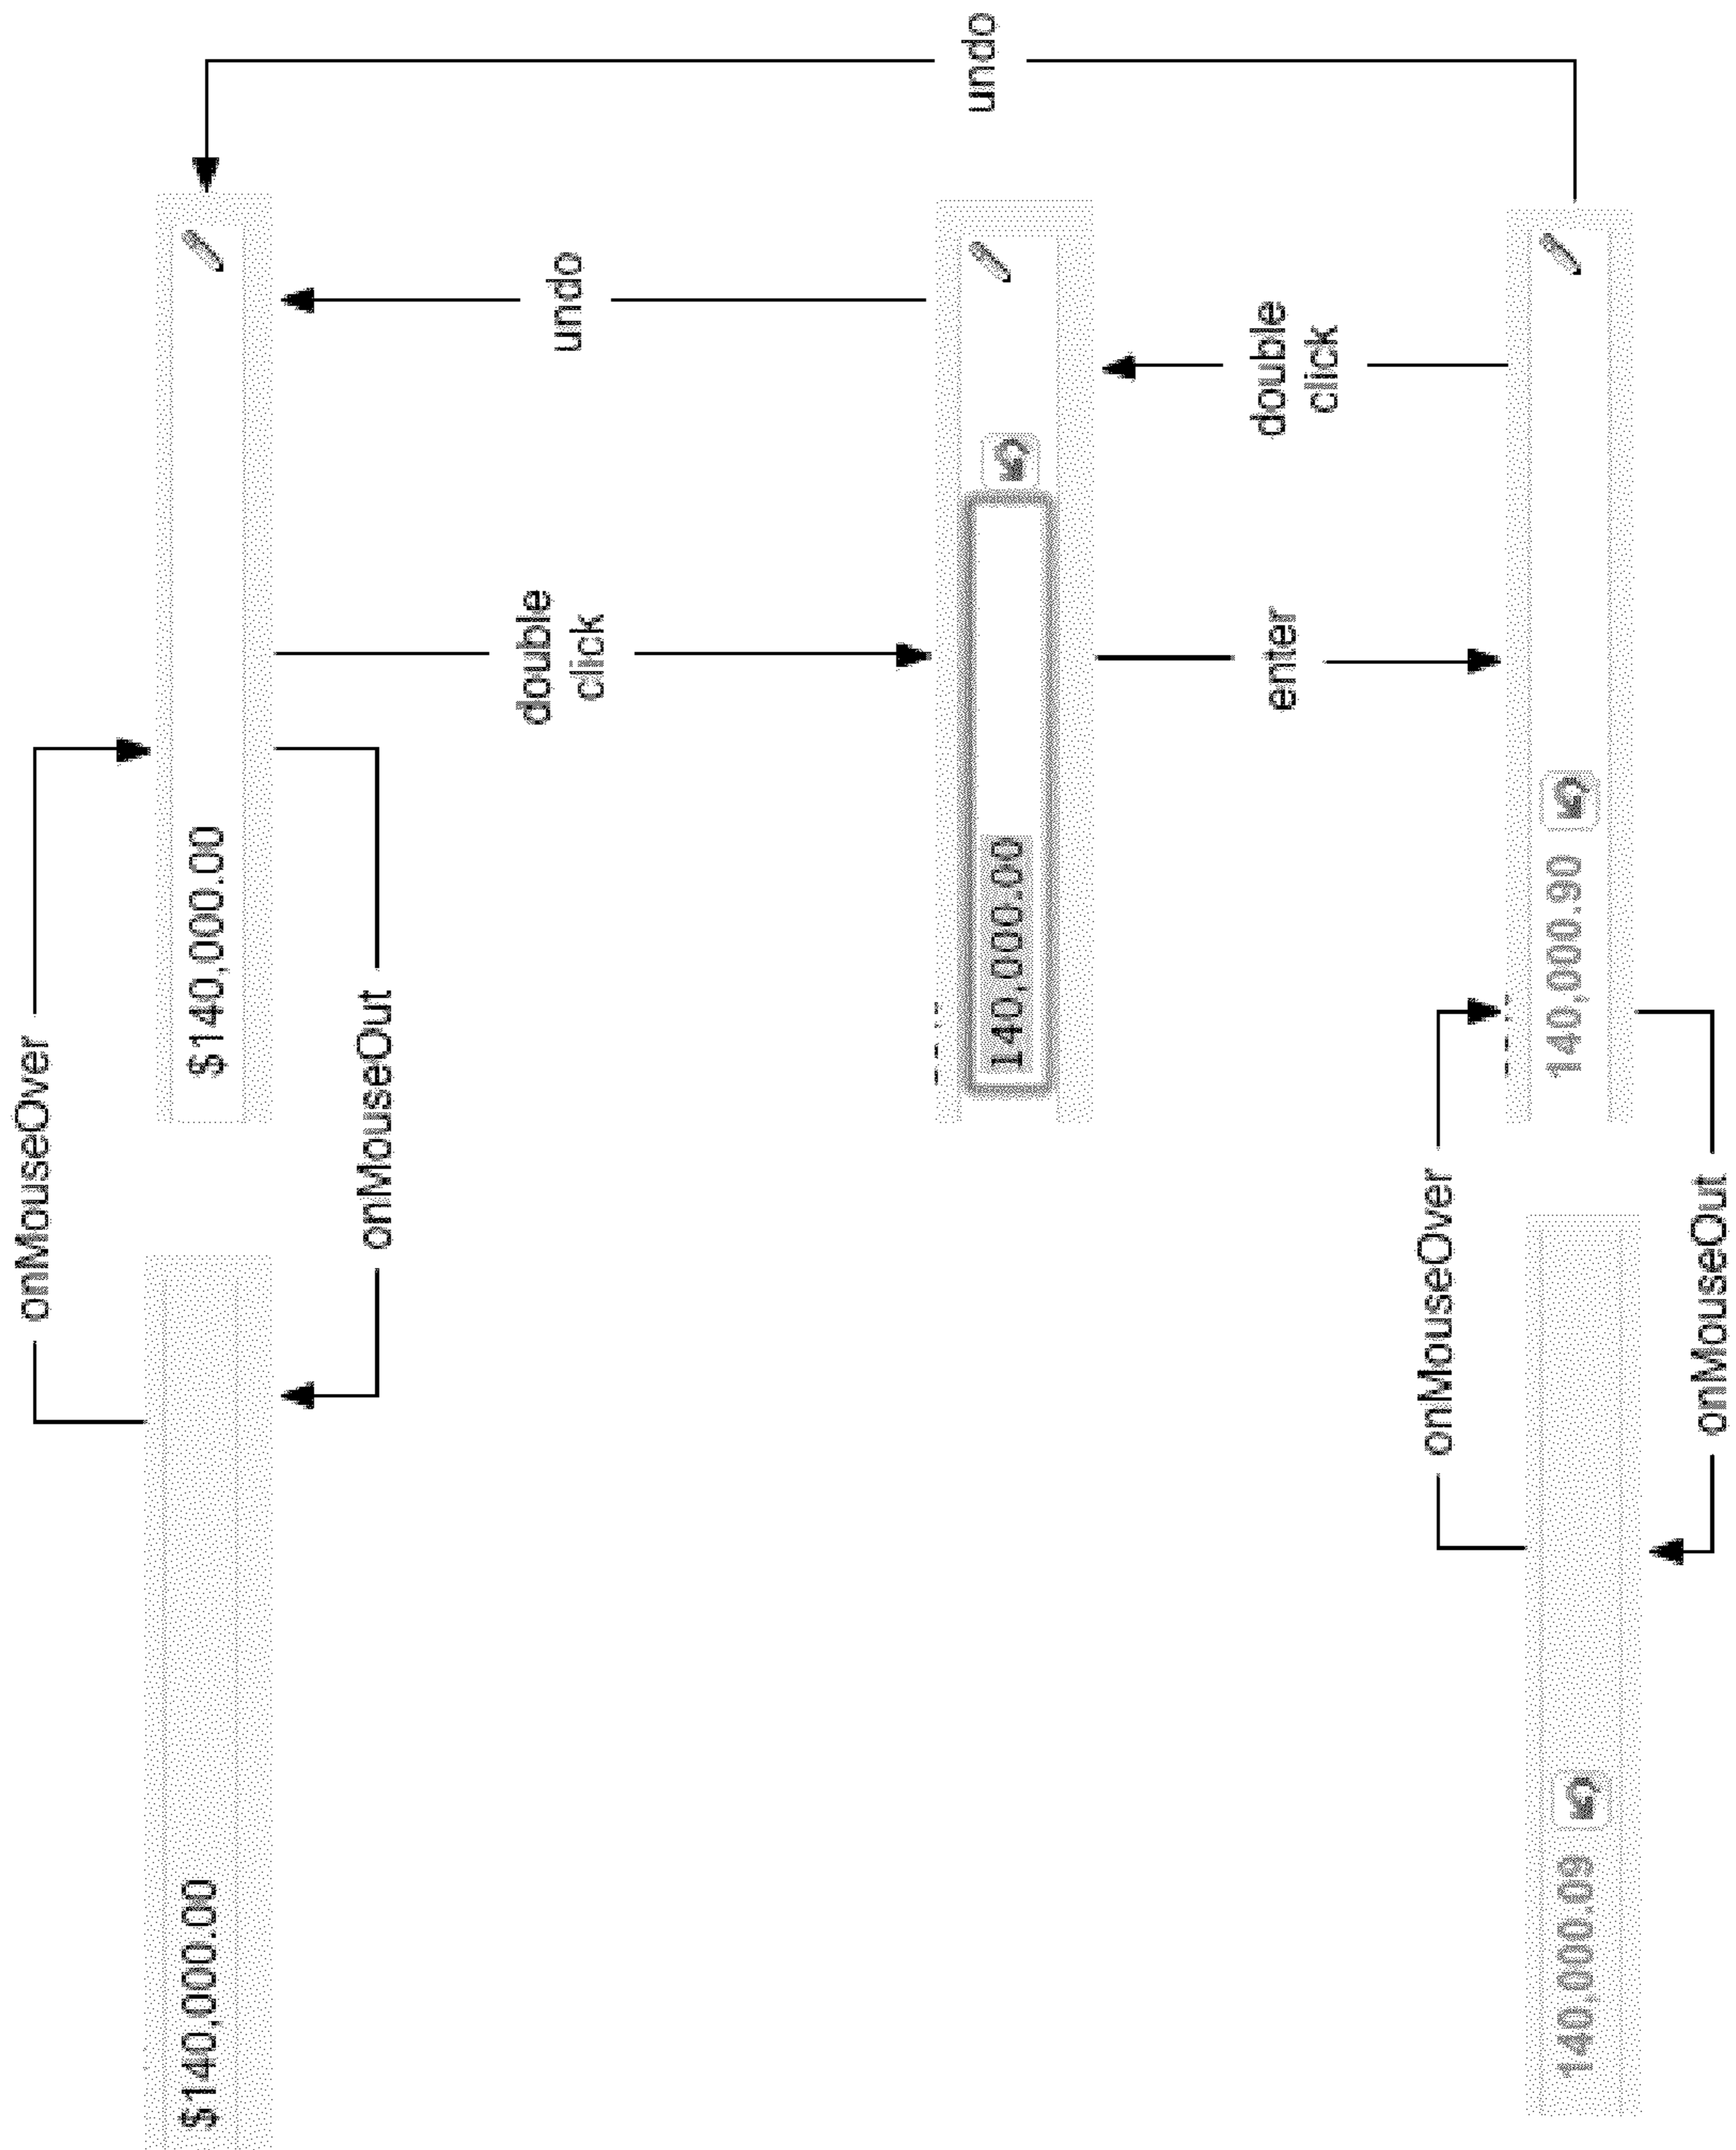 onMouseOver
$140,000.00
$140,000.00
onMouseOut
double
click
undo
undo
140,000.00
enter
double
click
onMouseOver
140,000.09
140,000.90
onMouseOut